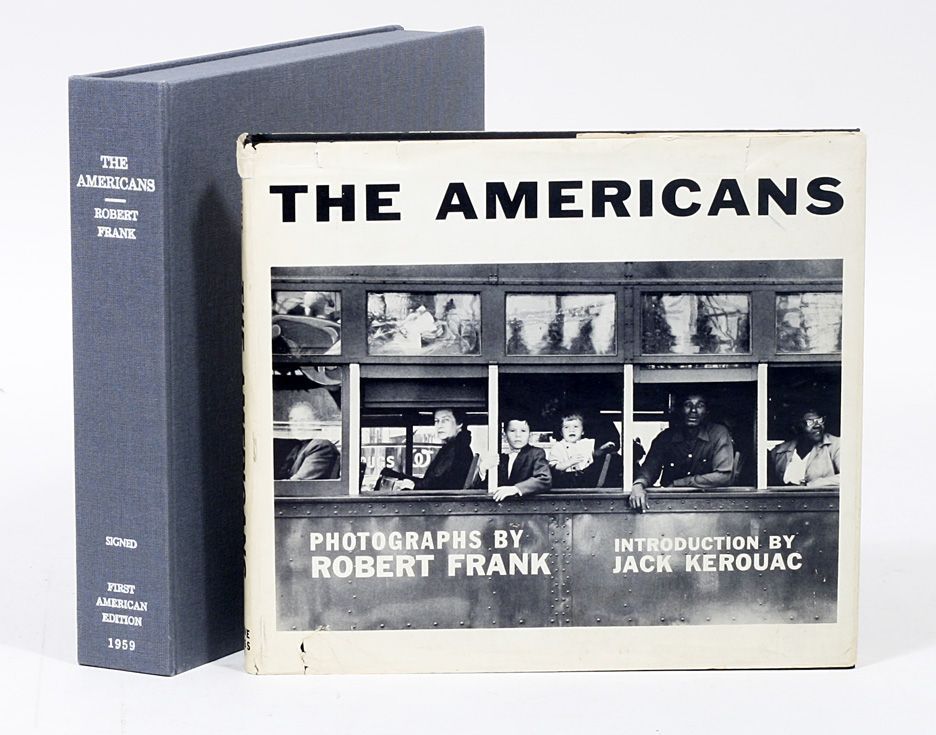 THE
AMERICANS
ROBERT
FRANK
SIGNED
FIRST
AMERICAN
EDITION
1959
THE AMERICANS
PHOTOGRAPHS BY
ROBERT FRANK
INTRODUCTION BY
JACK KEROUAC